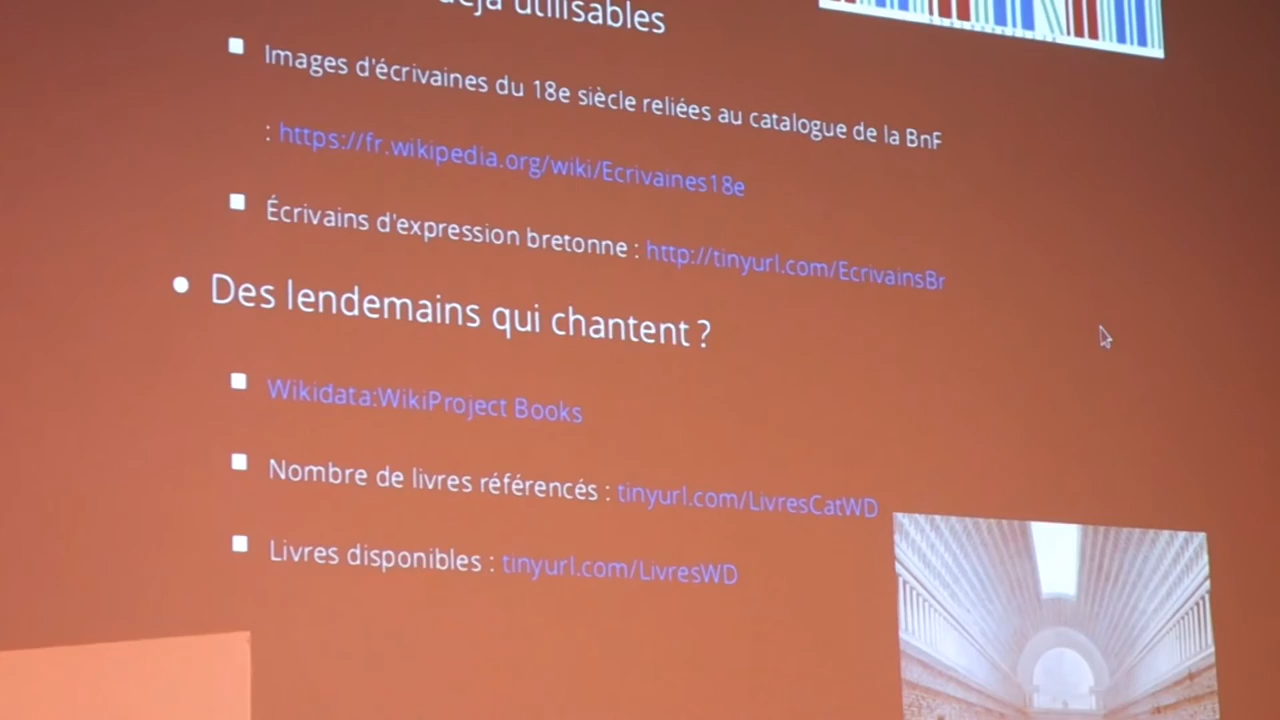 déjà utilisables
Images d'écrivaines du 18e siècle reliées au catalogue de la BnF
: https://fr.wikipedia.org/wiki/Ecrivaines18e
Écrivains d'expression bretonne : http://tinyurl.com/EcrivainsBr
Des lendemains qui chantent ?
Wikidata:WikiProject Books
Nombre de livres référencés : tinyurl.com/LivresCatWD
Livres disponibles : tinyurl.com/LivresWD